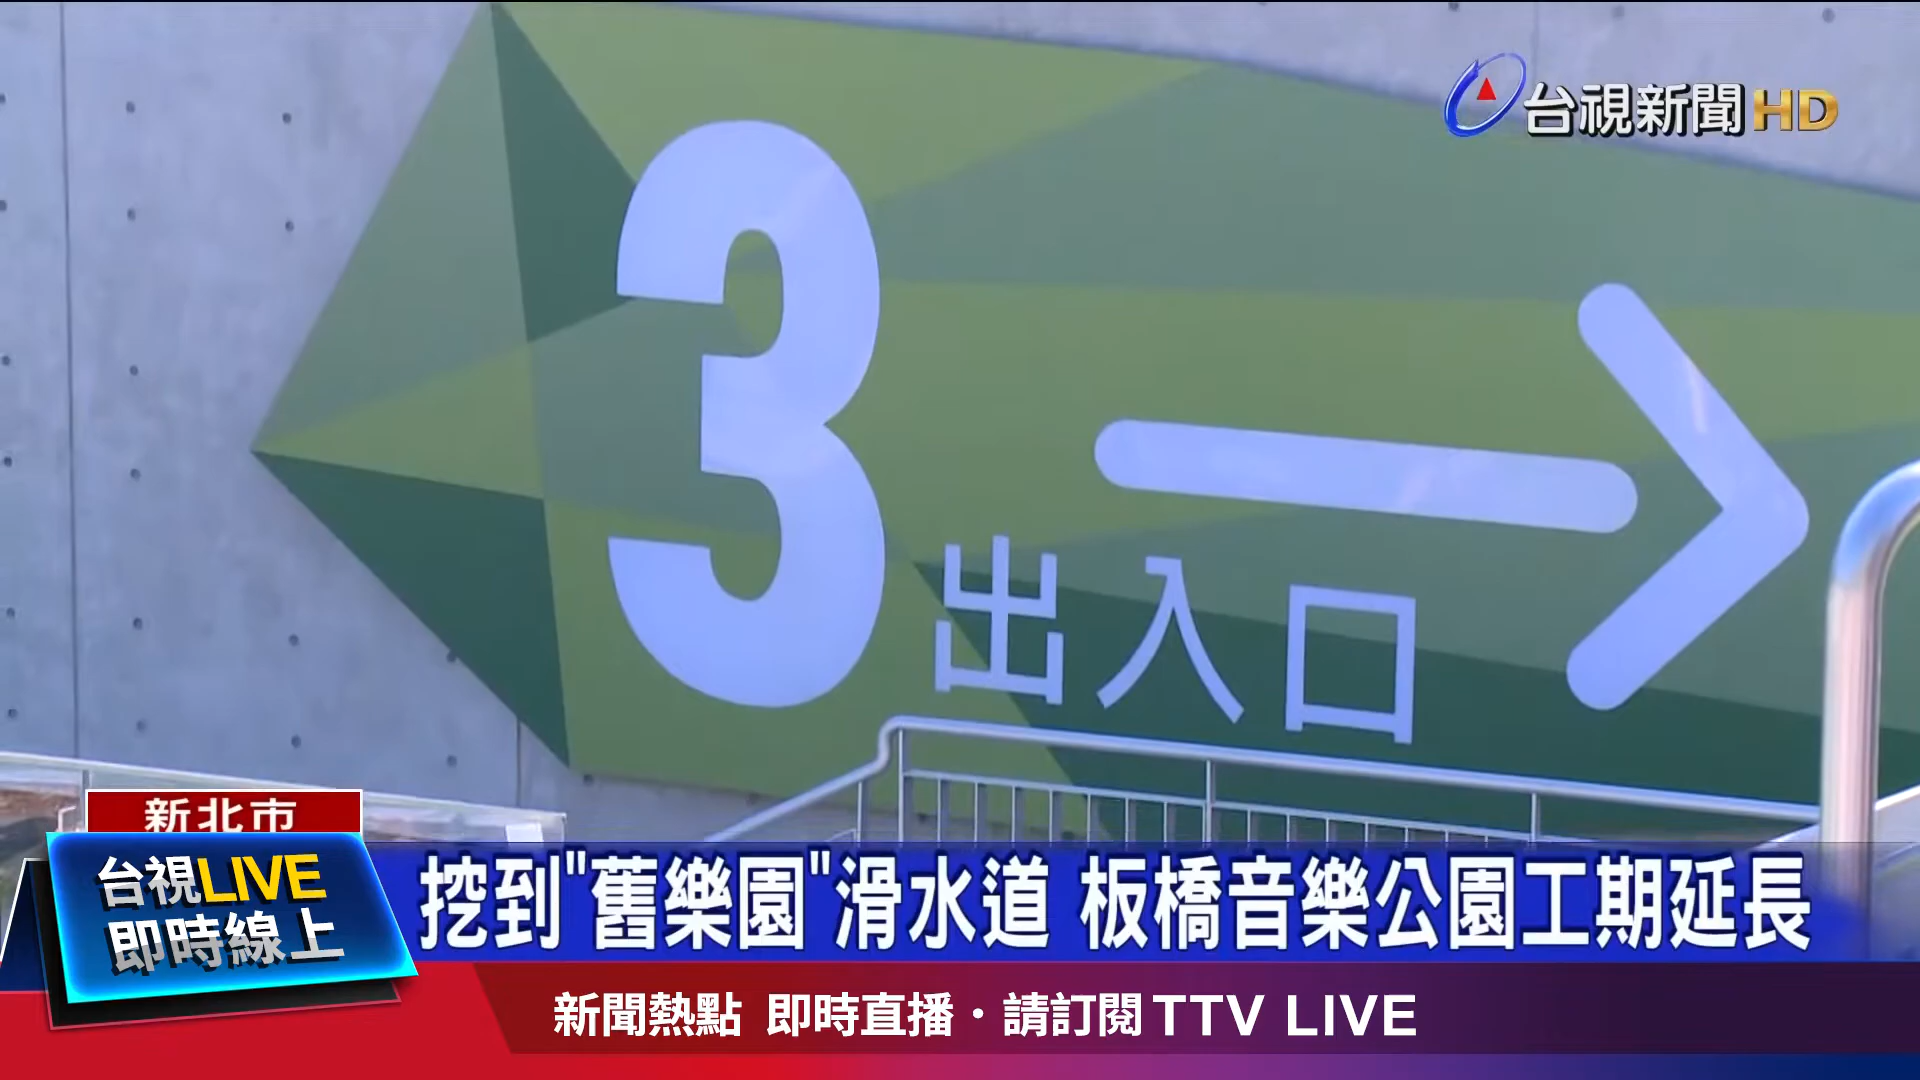 台視新聞HD
3
出入口
新北市
台視LIVE
即時線上
挖到"舊樂園"滑水道 板橋音樂公園工期延長
新聞熱點 即時直播·請訂閱TTV LIVE